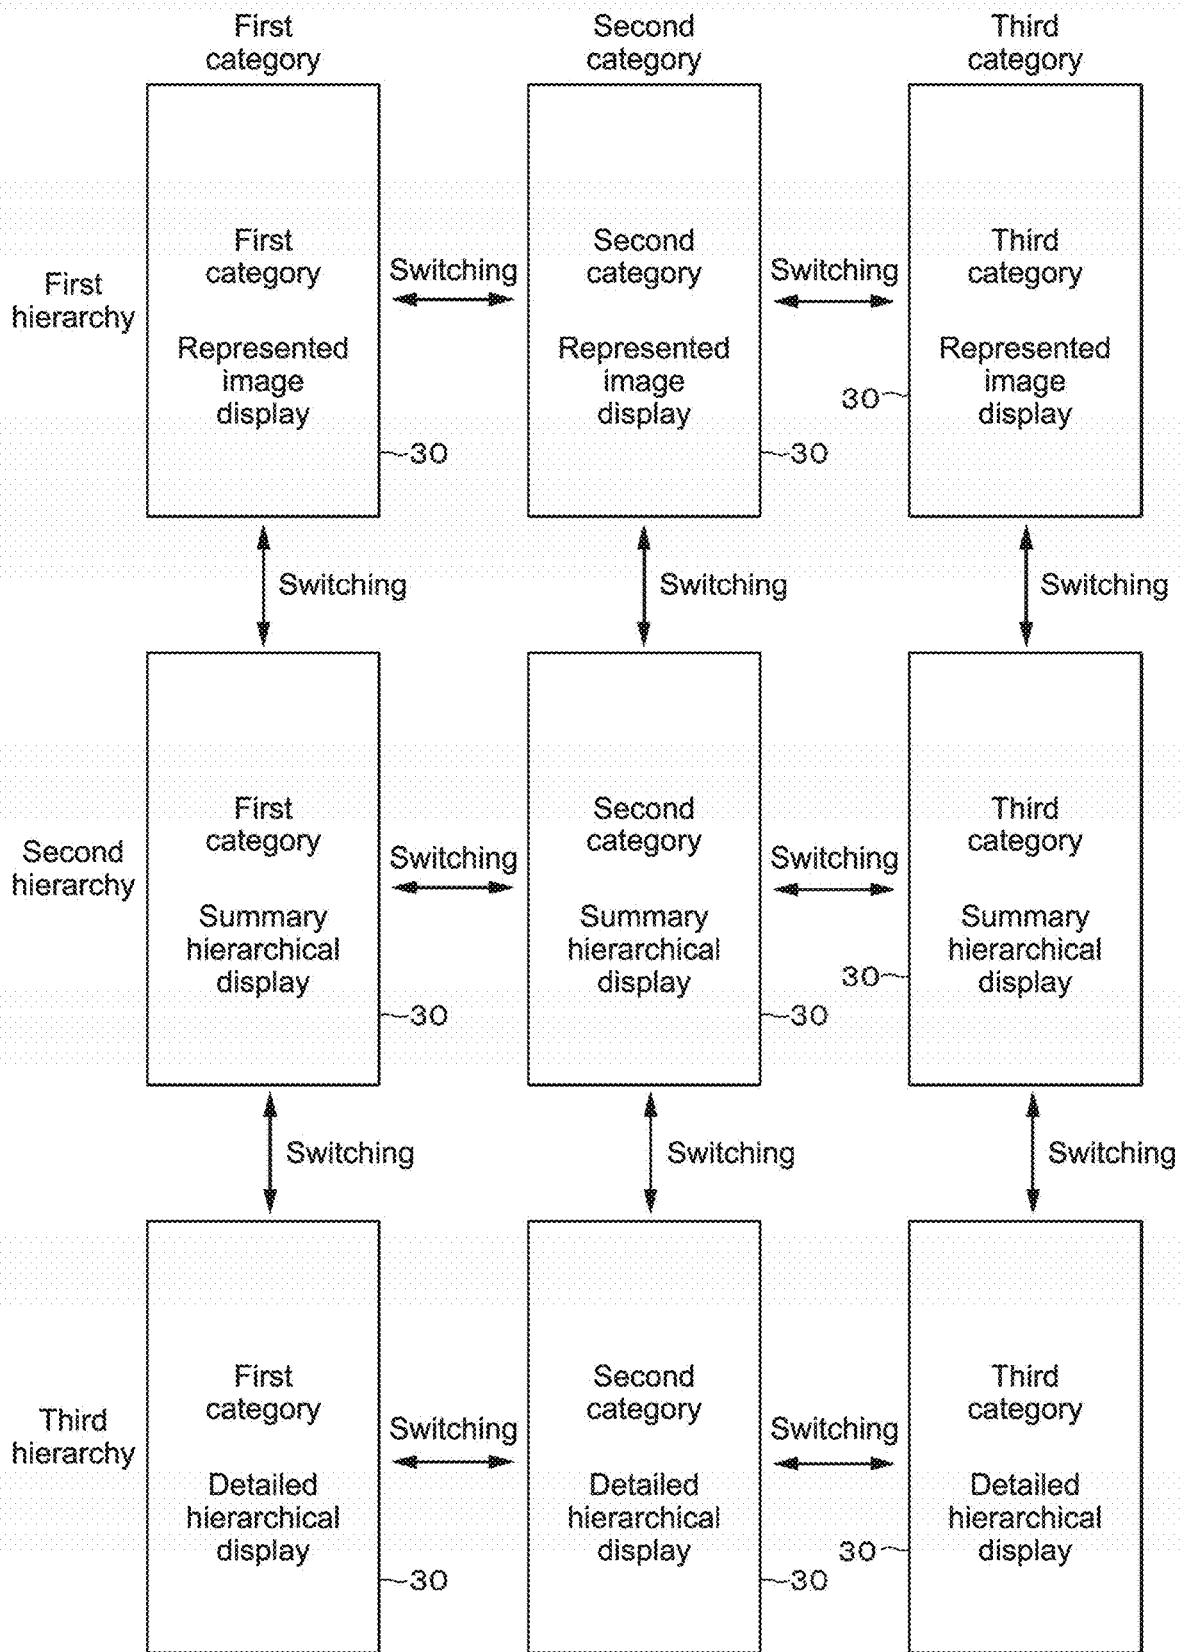 First
category
Second
category
Third
category
First
hierarchy
First
category
Represented
image
display
30
Switching
Second
category
Represented
image
display
30
Switching
Third
category
Represented
image
display
30
Switching
Switching
Switching
Second
hierarchy
First
category
Summary
hierarchical
display
30
Switching
Second
category
Summary
hierarchical
display
30
Switching
Third
category
Summary
hierarchical
display
30
Switching
Switching
Switching
Third
hierarchy
First
category
Detailed
hierarchical
display
30
Switching
Second
category
Detailed
hierarchical
display
30
Switching
Third
category
Detailed
hierarchical
display
30